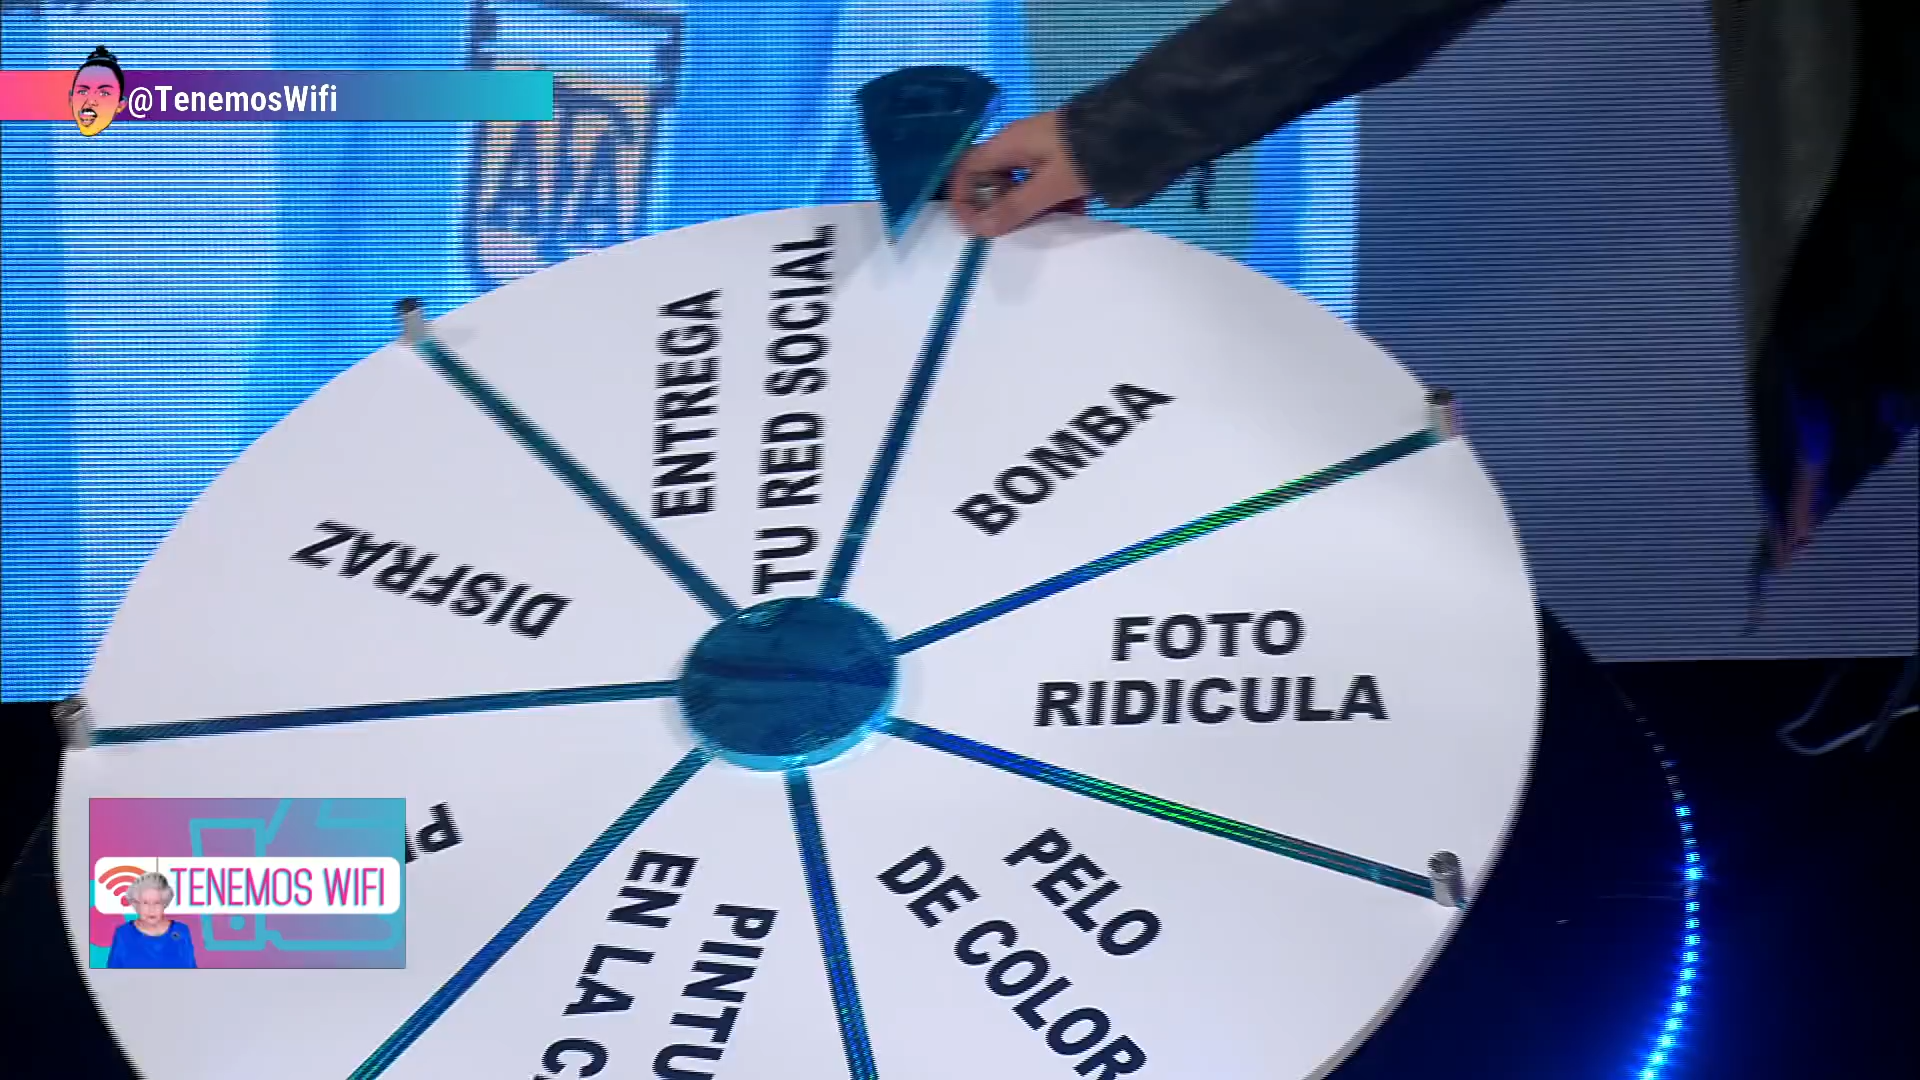 @TenemosWifi
ENTREGA
TU RED SOCIAL
BOMBA
FOTO
RIDICULA
PELO
DE COLOR
EN LA
DISFRAZ
TENEMOS WIFI